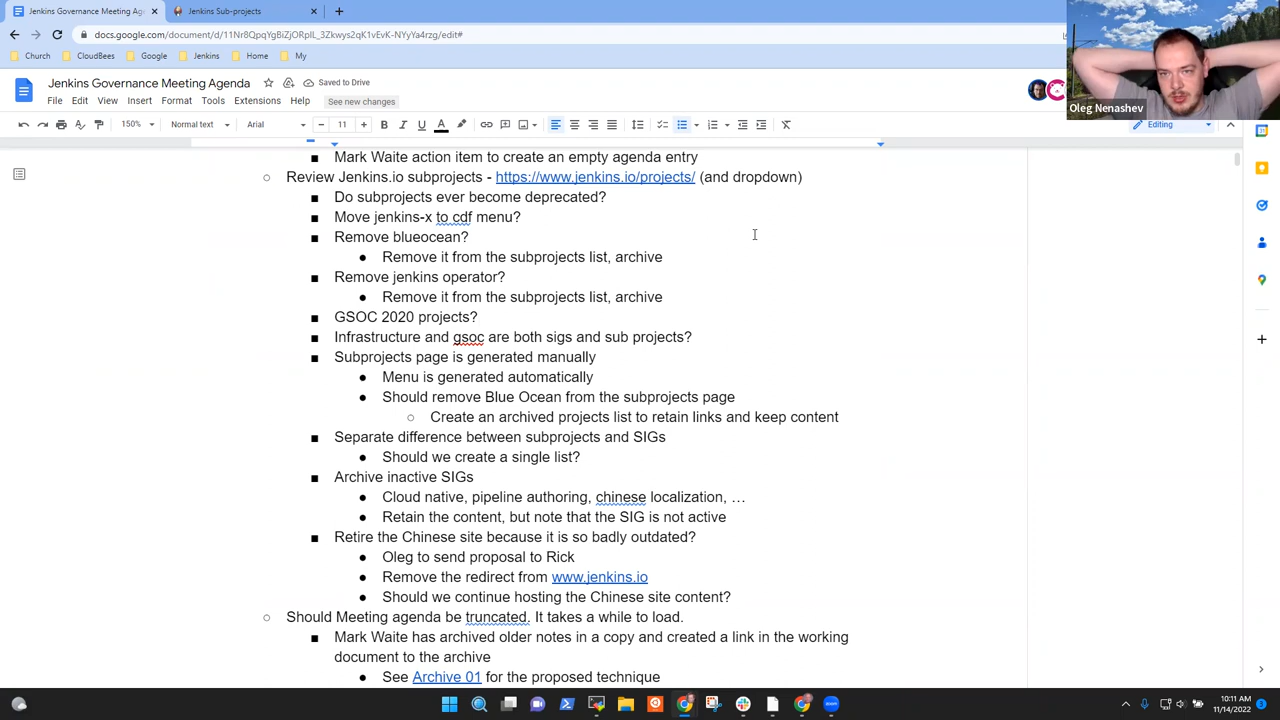 Jenkins Governance Meeting Age
Jenkins Sub-projects
docs.google.com/document/d/11Nr8QpqYgBiZjORpIL_3Zkwys2qK1vEvK-NYyYa4rzg/edit#
Church
CloudBees
Google
Jenkins
Home
My
Jenkins Governance Meeting Agenda
Saved to Drive
File Edit View Insert Format Tools Extensions Help See new changes
150% Normal text Arial 11 Editing
Oleg Nenashev
Mark Waite action item to create an empty agenda entry
Review Jenkins.io subprojects - https://www.jenkins.io/projects/ (and dropdown)
Do subprojects ever become deprecated?
Move jenkins-x to cdf menu?
Remove blueocean?
Remove it from the subprojects list, archive
Remove jenkins operator?
Remove it from the subprojects list, archive
GSOC 2020 projects?
Infrastructure and gsoc are both sigs and sub projects?
Subprojects page is generated manually
Menu is generated automatically
Should remove Blue Ocean from the subprojects page
Create an archived projects list to retain links and keep content
Separate difference between subprojects and SIGs
Should we create a single list?
Archive inactive SIGs
Cloud native, pipeline authoring, chinese localization, …
Retain the content, but note that the SIG is not active
Retire the Chinese site because it is so badly outdated?
Oleg to send proposal to Rick
Remove the redirect from www.jenkins.io
Should we continue hosting the Chinese site content?
Should Meeting agenda be truncated. It takes a while to load.
Mark Waite has archived older notes in a copy and created a link in the working
document to the archive
See Archive 01 for the proposed technique
10:11 AM
11/14/2022